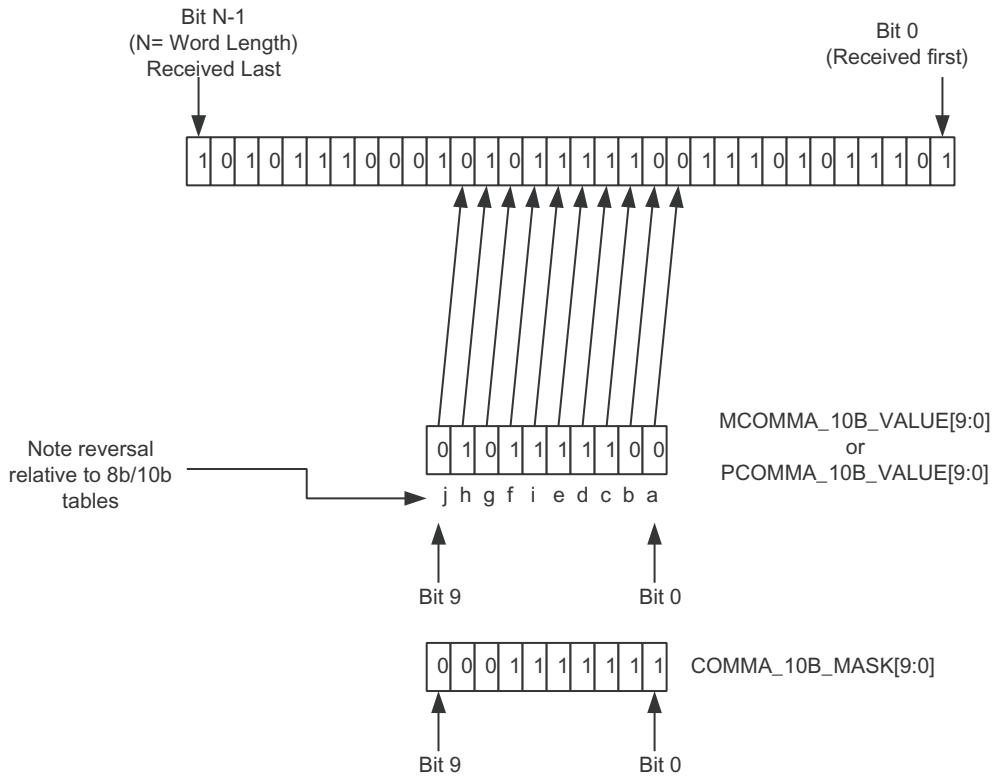 Bit N-1
(N= Word Length)
Received Last
Bit 0
(Received first)
1 0 1 0 1 1 1 0 0 0 1 0 1 0 1 1 1 1 1 0 0 1 1 1 0 1 0 1 1 1 0 1
MCOMMA_10B_VALUE[9:0]
or
PCOMMA_10B_VALUE[9:0]
0 1 0 1 1 1 1 1 0 0
Note reversal
relative to 8b/10b
tables
j h g f i e d c b a
Bit 9
Bit 0
0 0 0 1 1 1 1 1 1 1
COMMA_10B_MASK[9:0]
Bit 9
Bit 0